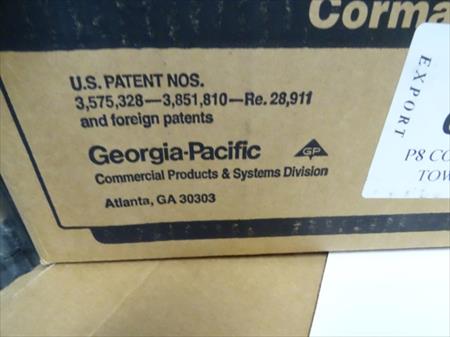 Corma
U.S. PATENT NOS.
3,575,328—3,851,810—Re. 28,911
and foreign patents
Georgia-Pacific
GP
Commercial Products & Systems Division
Atlanta, GA 30303
EXPORT
P8 CO
TOW